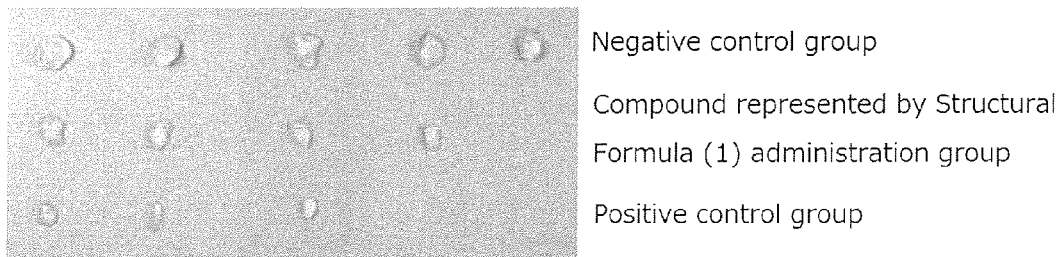 Negative control group
Compound represented by Structural
Formula (1) administration group
Positive control group